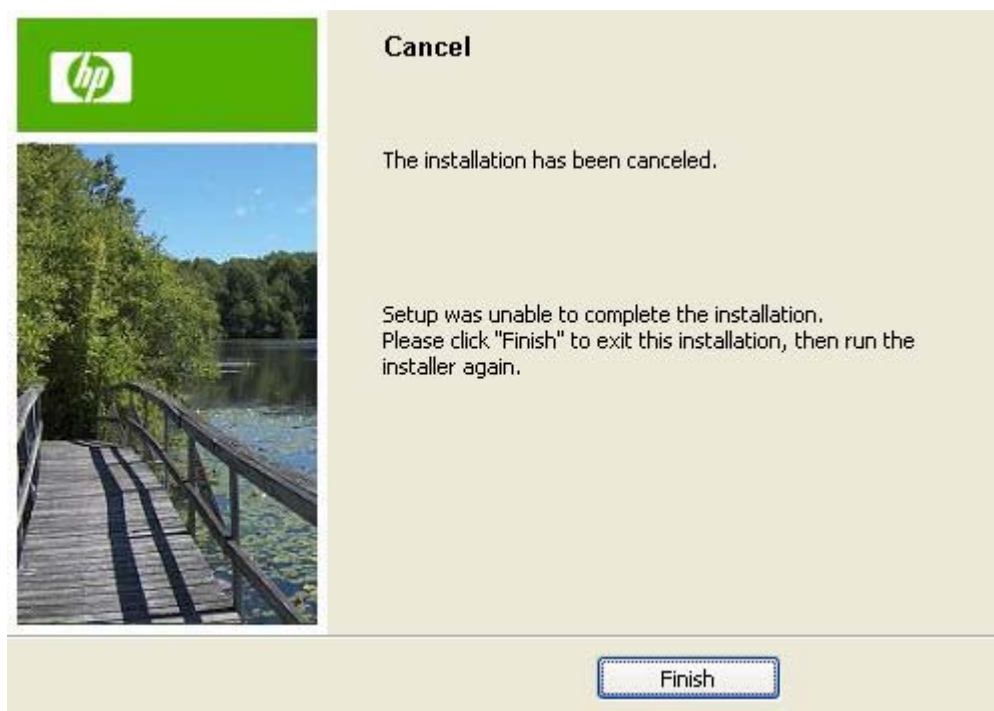 hp
Cancel
The installation has been canceled.
Setup was unable to complete the installation.
Please click "Finish" to exit this installation, then run the
installer again.
Finish